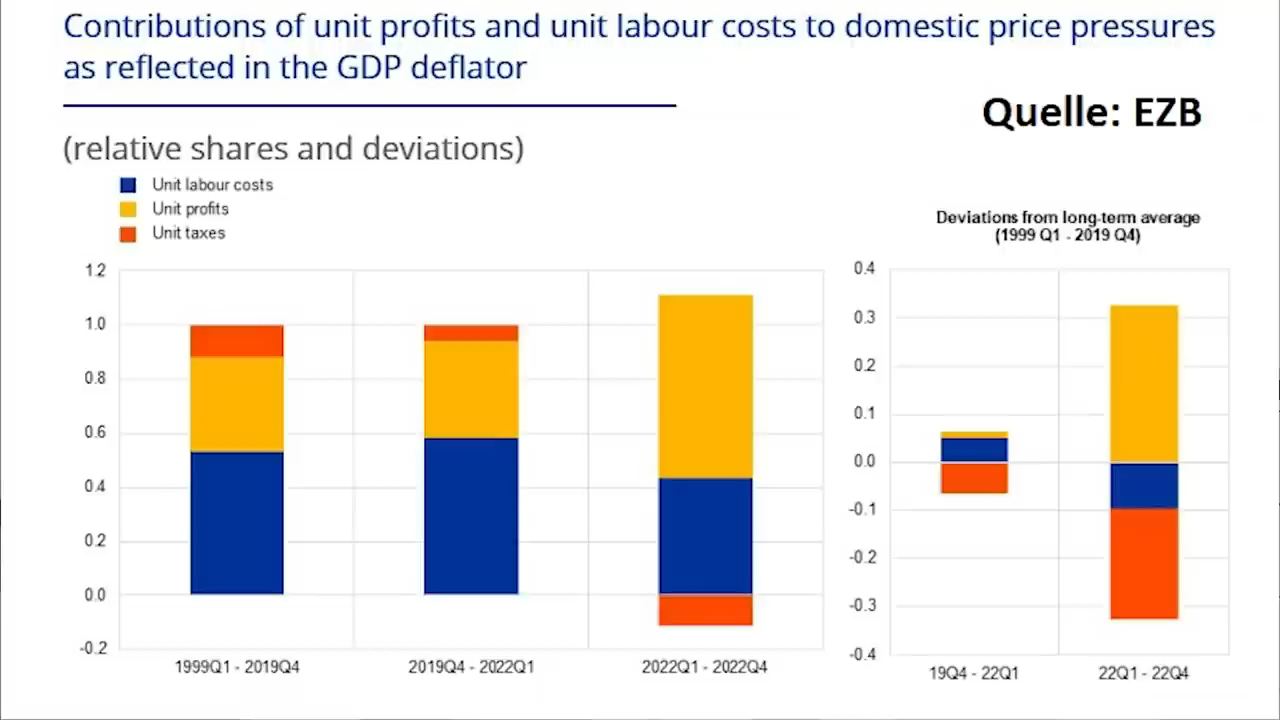 Contributions of unit profits and unit labour costs to domestic price pressures
as reflected in the GDP deflator
Quelle: EZB
(relative shares and deviations)
Unit labour costs
Unit profits
Unit taxes
1.2
1.0
0.8
0.6
0.4
0.2
0.0
-0.2
1999Q1 - 2019Q4
2019Q4 - 2022Q1
2022Q1 - 2022Q4
Deviations from long-term average
(1999 Q1 - 2019 Q4)
0.4
0.3
0.2
0.1
0.0
-0.1
-0.2
-0.3
-0.4
19Q4 - 22Q1
22Q1 - 22Q4